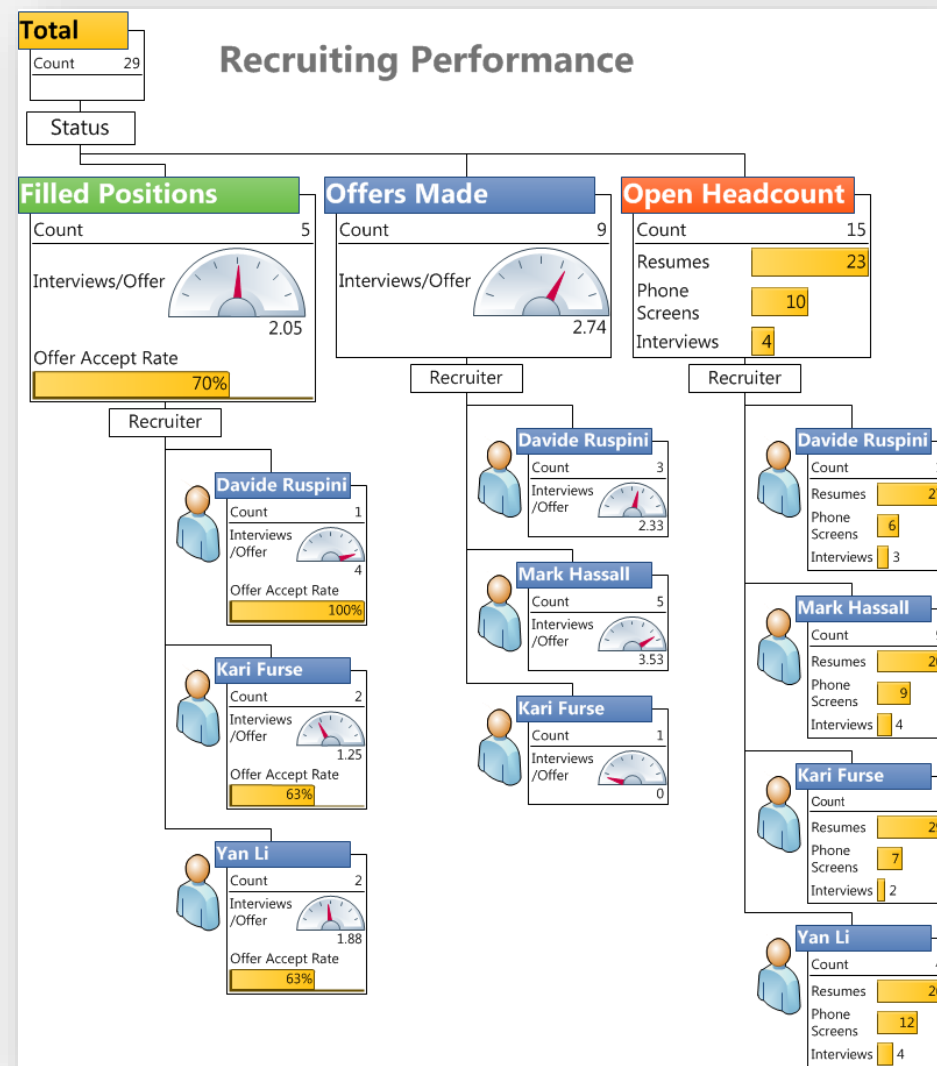 Total
Count 29
Recruiting Performance
Status
Filled Positions
Count 5
Interviews/Offer
2.05
Offer Accept Rate
70%
Recruiter
Davide Ruspini
Count 1
Interviews
/Offer
4
Offer Accept Rate
100%
Kari Furse
Count 2
Interviews
/Offer
1.25
Offer Accept Rate
63%
Yan Li
Count 2
Interviews
/Offer
1.88
Offer Accept Rate
63%
Offers Made
Count 9
Interviews/Offer
2.74
Recruiter
Davide Ruspini
Count 3
Interviews
/Offer
2.33
Mark Hassall
Count 5
Interviews
/Offer
3.53
Kari Furse
Count 1
Interviews
/Offer
0
Open Headcount
Count 15
Resumes 23
Phone
Screens 10
Interviews 4
Recruiter
Davide Ruspini
Count
Resumes
Phone
Screens 6
Interviews 3
Mark Hassall
Count
Resumes
Phone
Screens 9
Interviews 4
Kari Furse
Count
Resumes
Phone
Screens 7
Interviews 2
Yan Li
Count
Resumes
Phone
Screens 12
Interviews 4